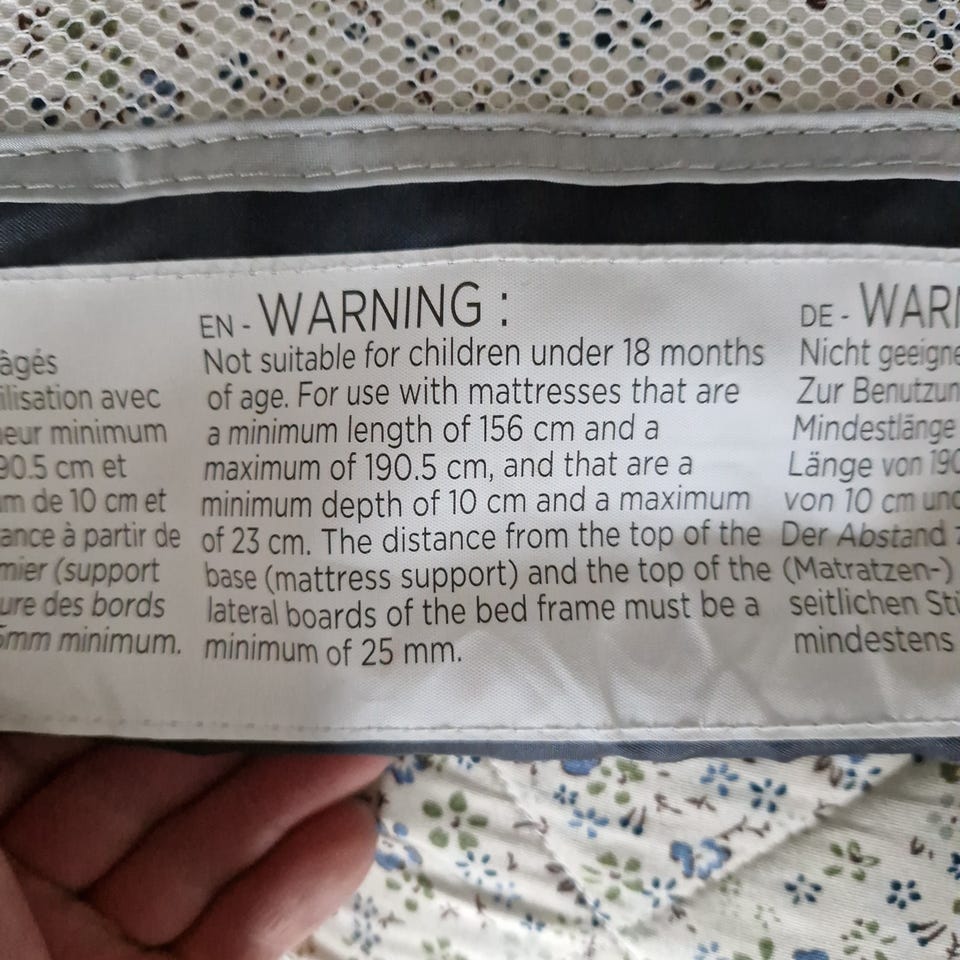 âgés
ilisation avec
eur minimum
90.5 cm et
m de 10 cm et
ance à partir de
mier (support
ure des bords
5mm minimum.
EN - WARNING :
Not suitable for children under 18 months
of age. For use with mattresses that are
a minimum length of 156 cm and a
maximum of 190.5 cm, and that are a
minimum depth of 10 cm and a maximum
of 23 cm. The distance from the top of the
base (mattress support) and the top of the
lateral boards of the bed frame must be a
minimum of 25 mm.
DE - WARN
Nicht geeigne
Zur Benutzun
Mindestlänge
Länge von 190
von 10 cm und
Der Abstand z
(Matratzen-)
seitlichen Stü
mindestens